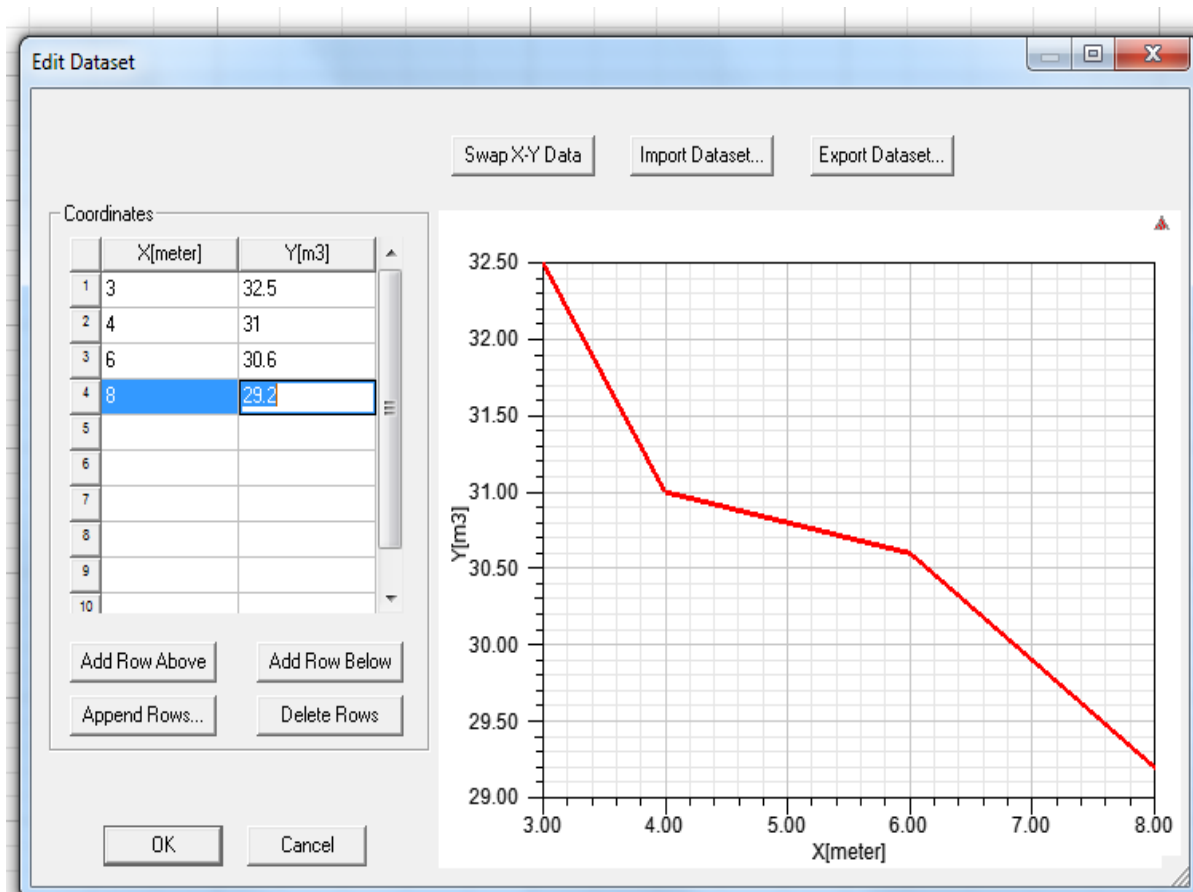 Edit Dataset
Swap X-Y Data Import Dataset... Export Dataset...
Coordinates
X[meter] Y[m3]
1 3 32.5
2 4 31
3 6 30.6
4 8 29.2
5
6
7
8
9
10
Add Row Above Add Row Below
Append Rows... Delete Rows
OK Cancel
32.50
32.00
31.50
31.00
30.50
30.00
29.50
29.00
Y[m3]
3.00 4.00 5.00 6.00 7.00 8.00
X[meter]